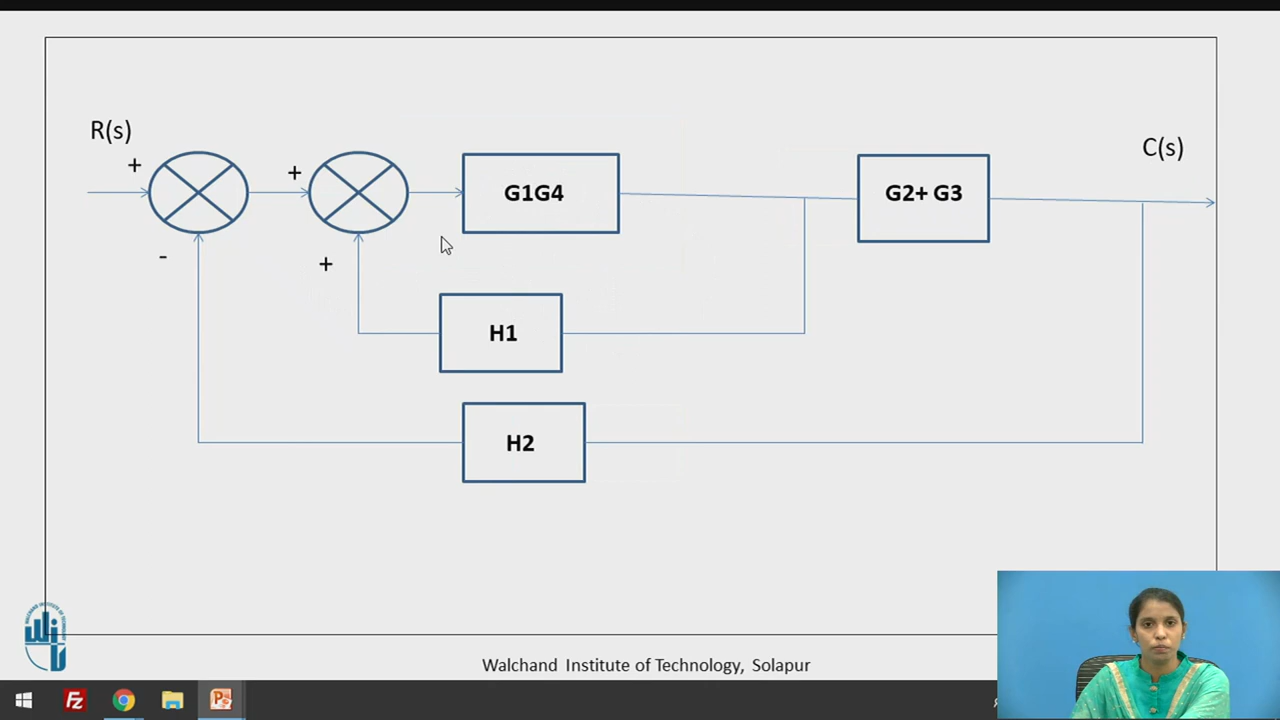 R(s)
C(s)
+
+
G1G4
G2+ G3
-
+
H1
H2
Walchand Institute of Technology, Solapur